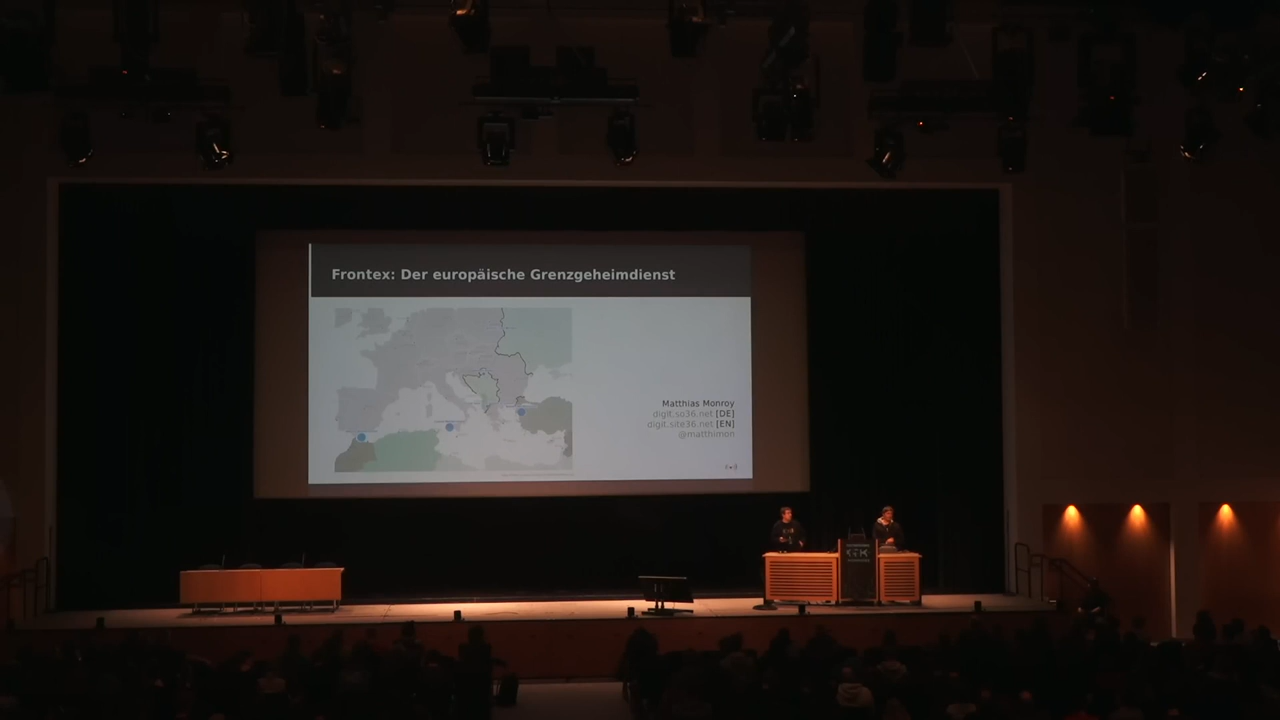 Frontex: Der europäische Grenzgeheimdienst
Matthias Monroy
digit.so36.net [DE]
digit.site36.net [EN]
@matthimon